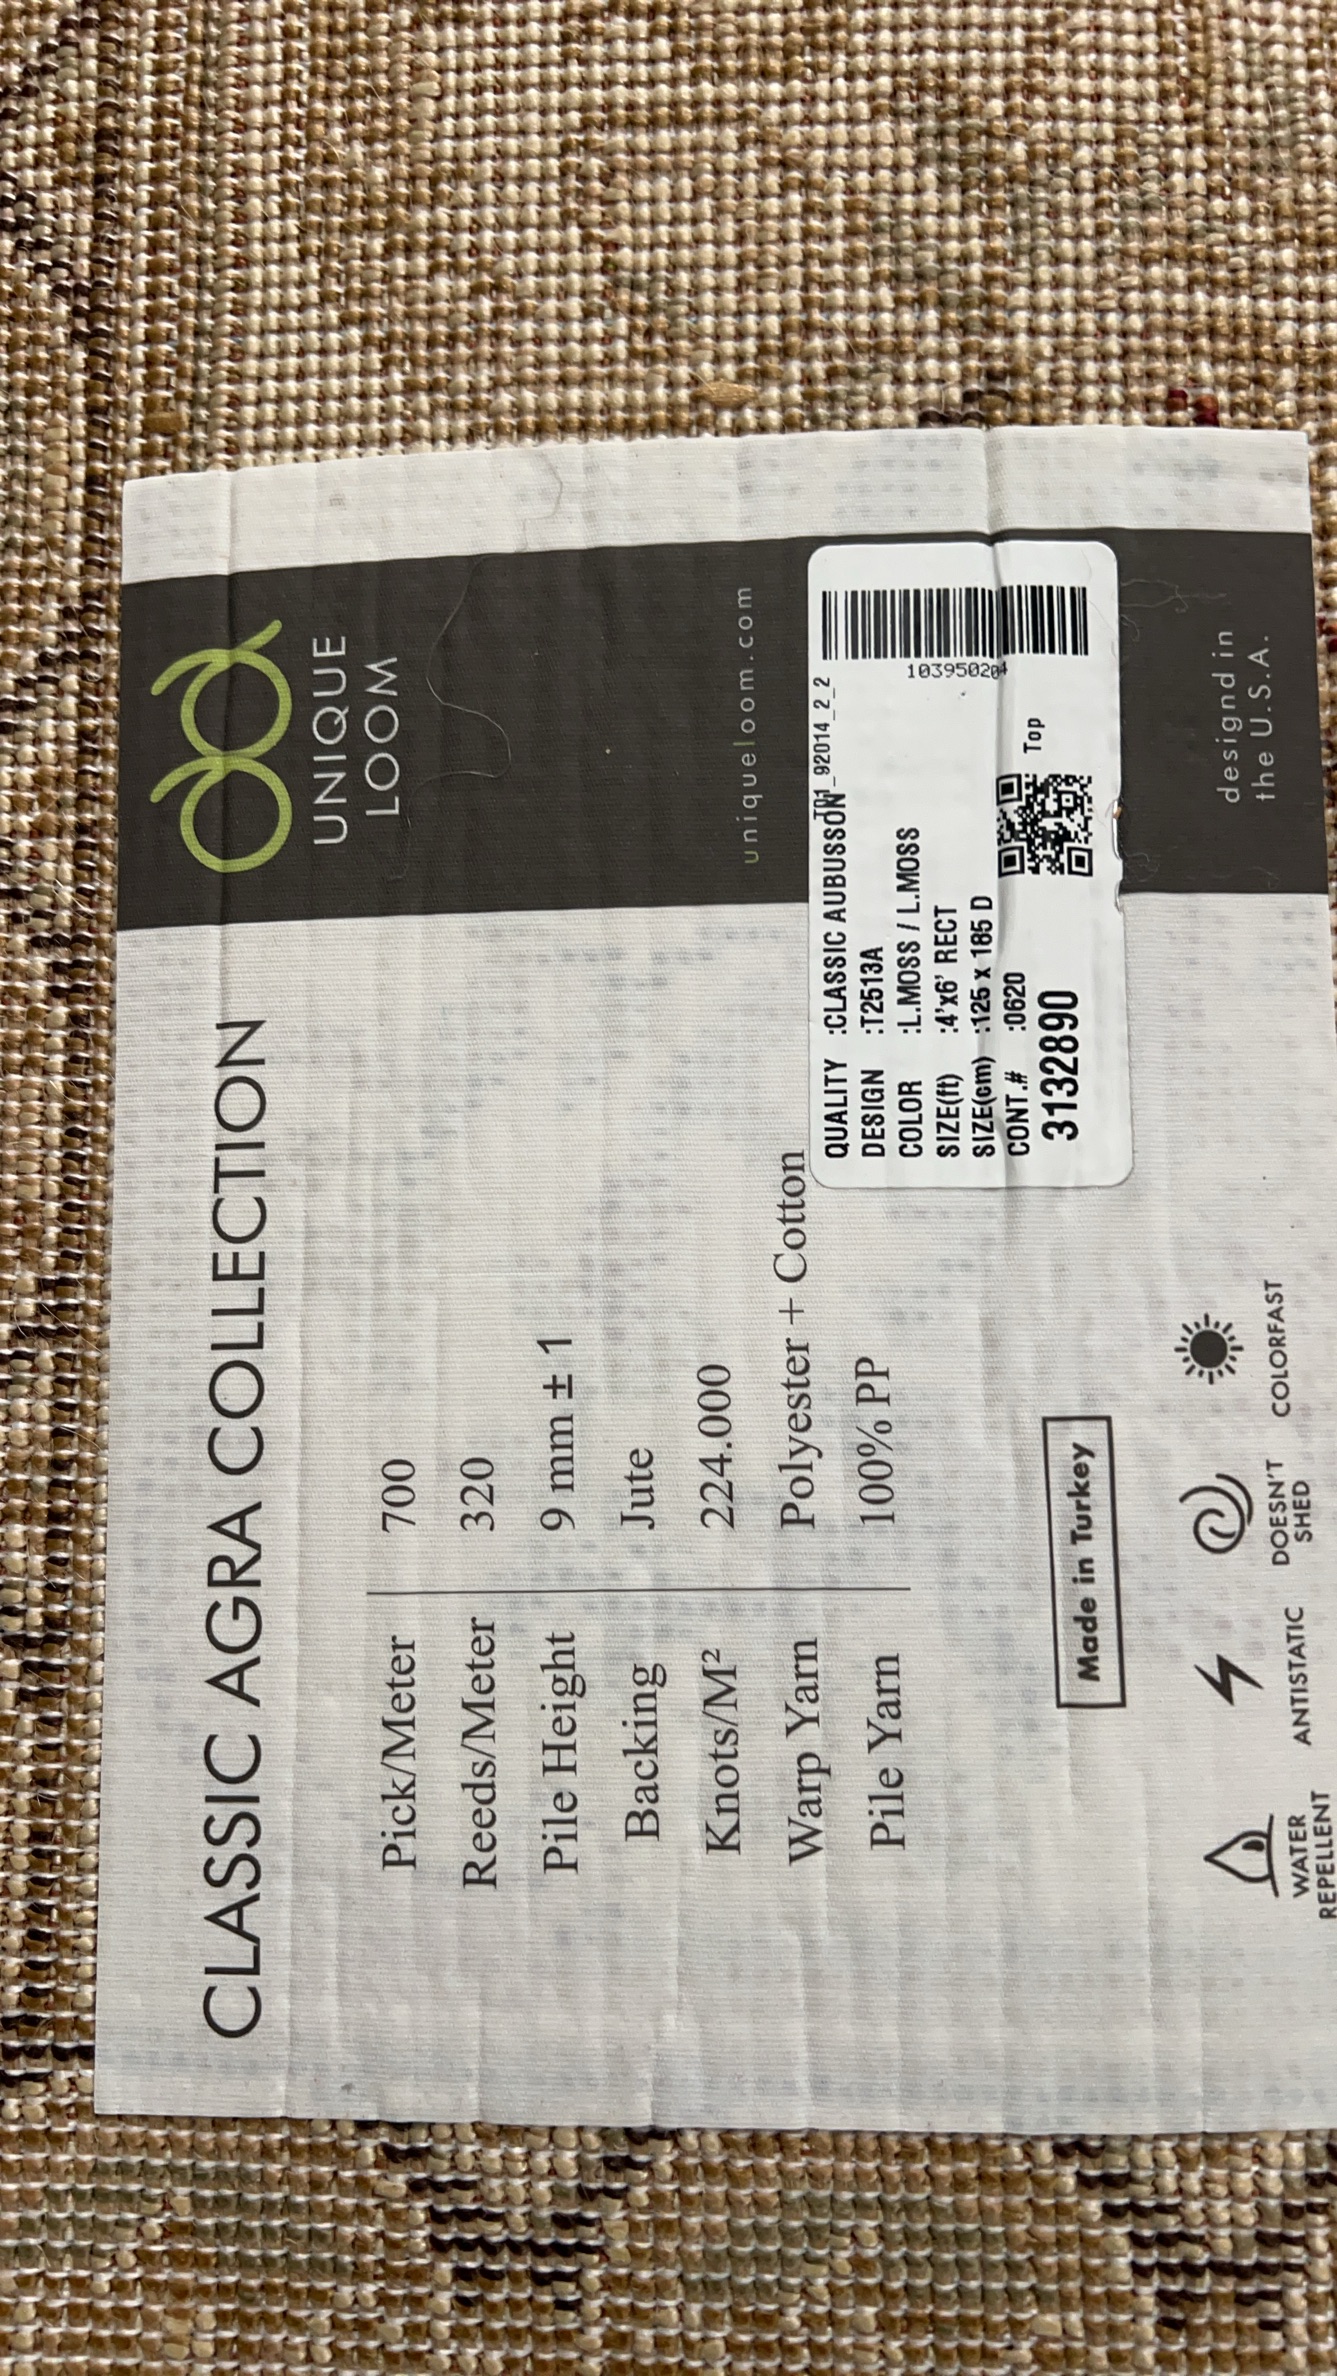 CLASSIC AGRA COLLECTION
Pick/Meter 700
Reeds/Meter 320
Pile Height 9 mm ± 1
Backing Jute
Knots/M² 224.000
Warp Yarn Polyester + Cotton
Pile Yarn 100% PP
Made in Turkey
WATER
REPELLENT
ANTISTATIC
DOESN'T
SHED
COLORFAST
UNIQUE
LOOM
uniqueloom.com
TD1_92014_2_2
QUALITY :CLASSIC AUBUSSON
DESIGN :T2513A
COLOR :L.MOSS / L.MOSS
SIZE(ft) :4'x6' RECT
SIZE(cm) :125 x 185 D
CONT.# :0620
3132890
103950204
Top
designd in
the U.S.A.